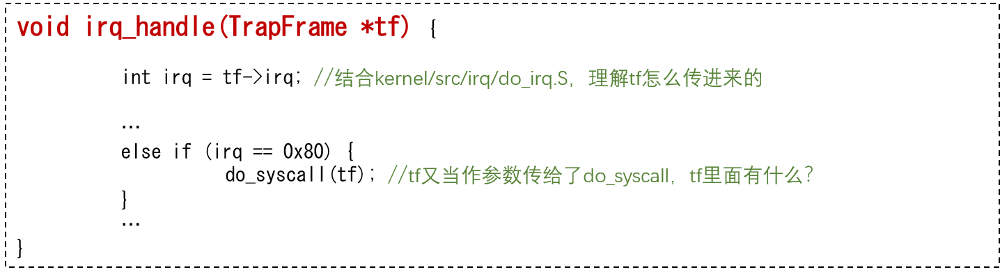 void irq_handle(TrapFrame *tf) {
int irq = tf->irq; //结合kernel/src/irq/do_irq.S，理解tf怎么传进来的
…
else if (irq == 0x80) {
do_syscall(tf); //tf又当作参数传给了do_syscall，tf里面有什么？
}
…
}